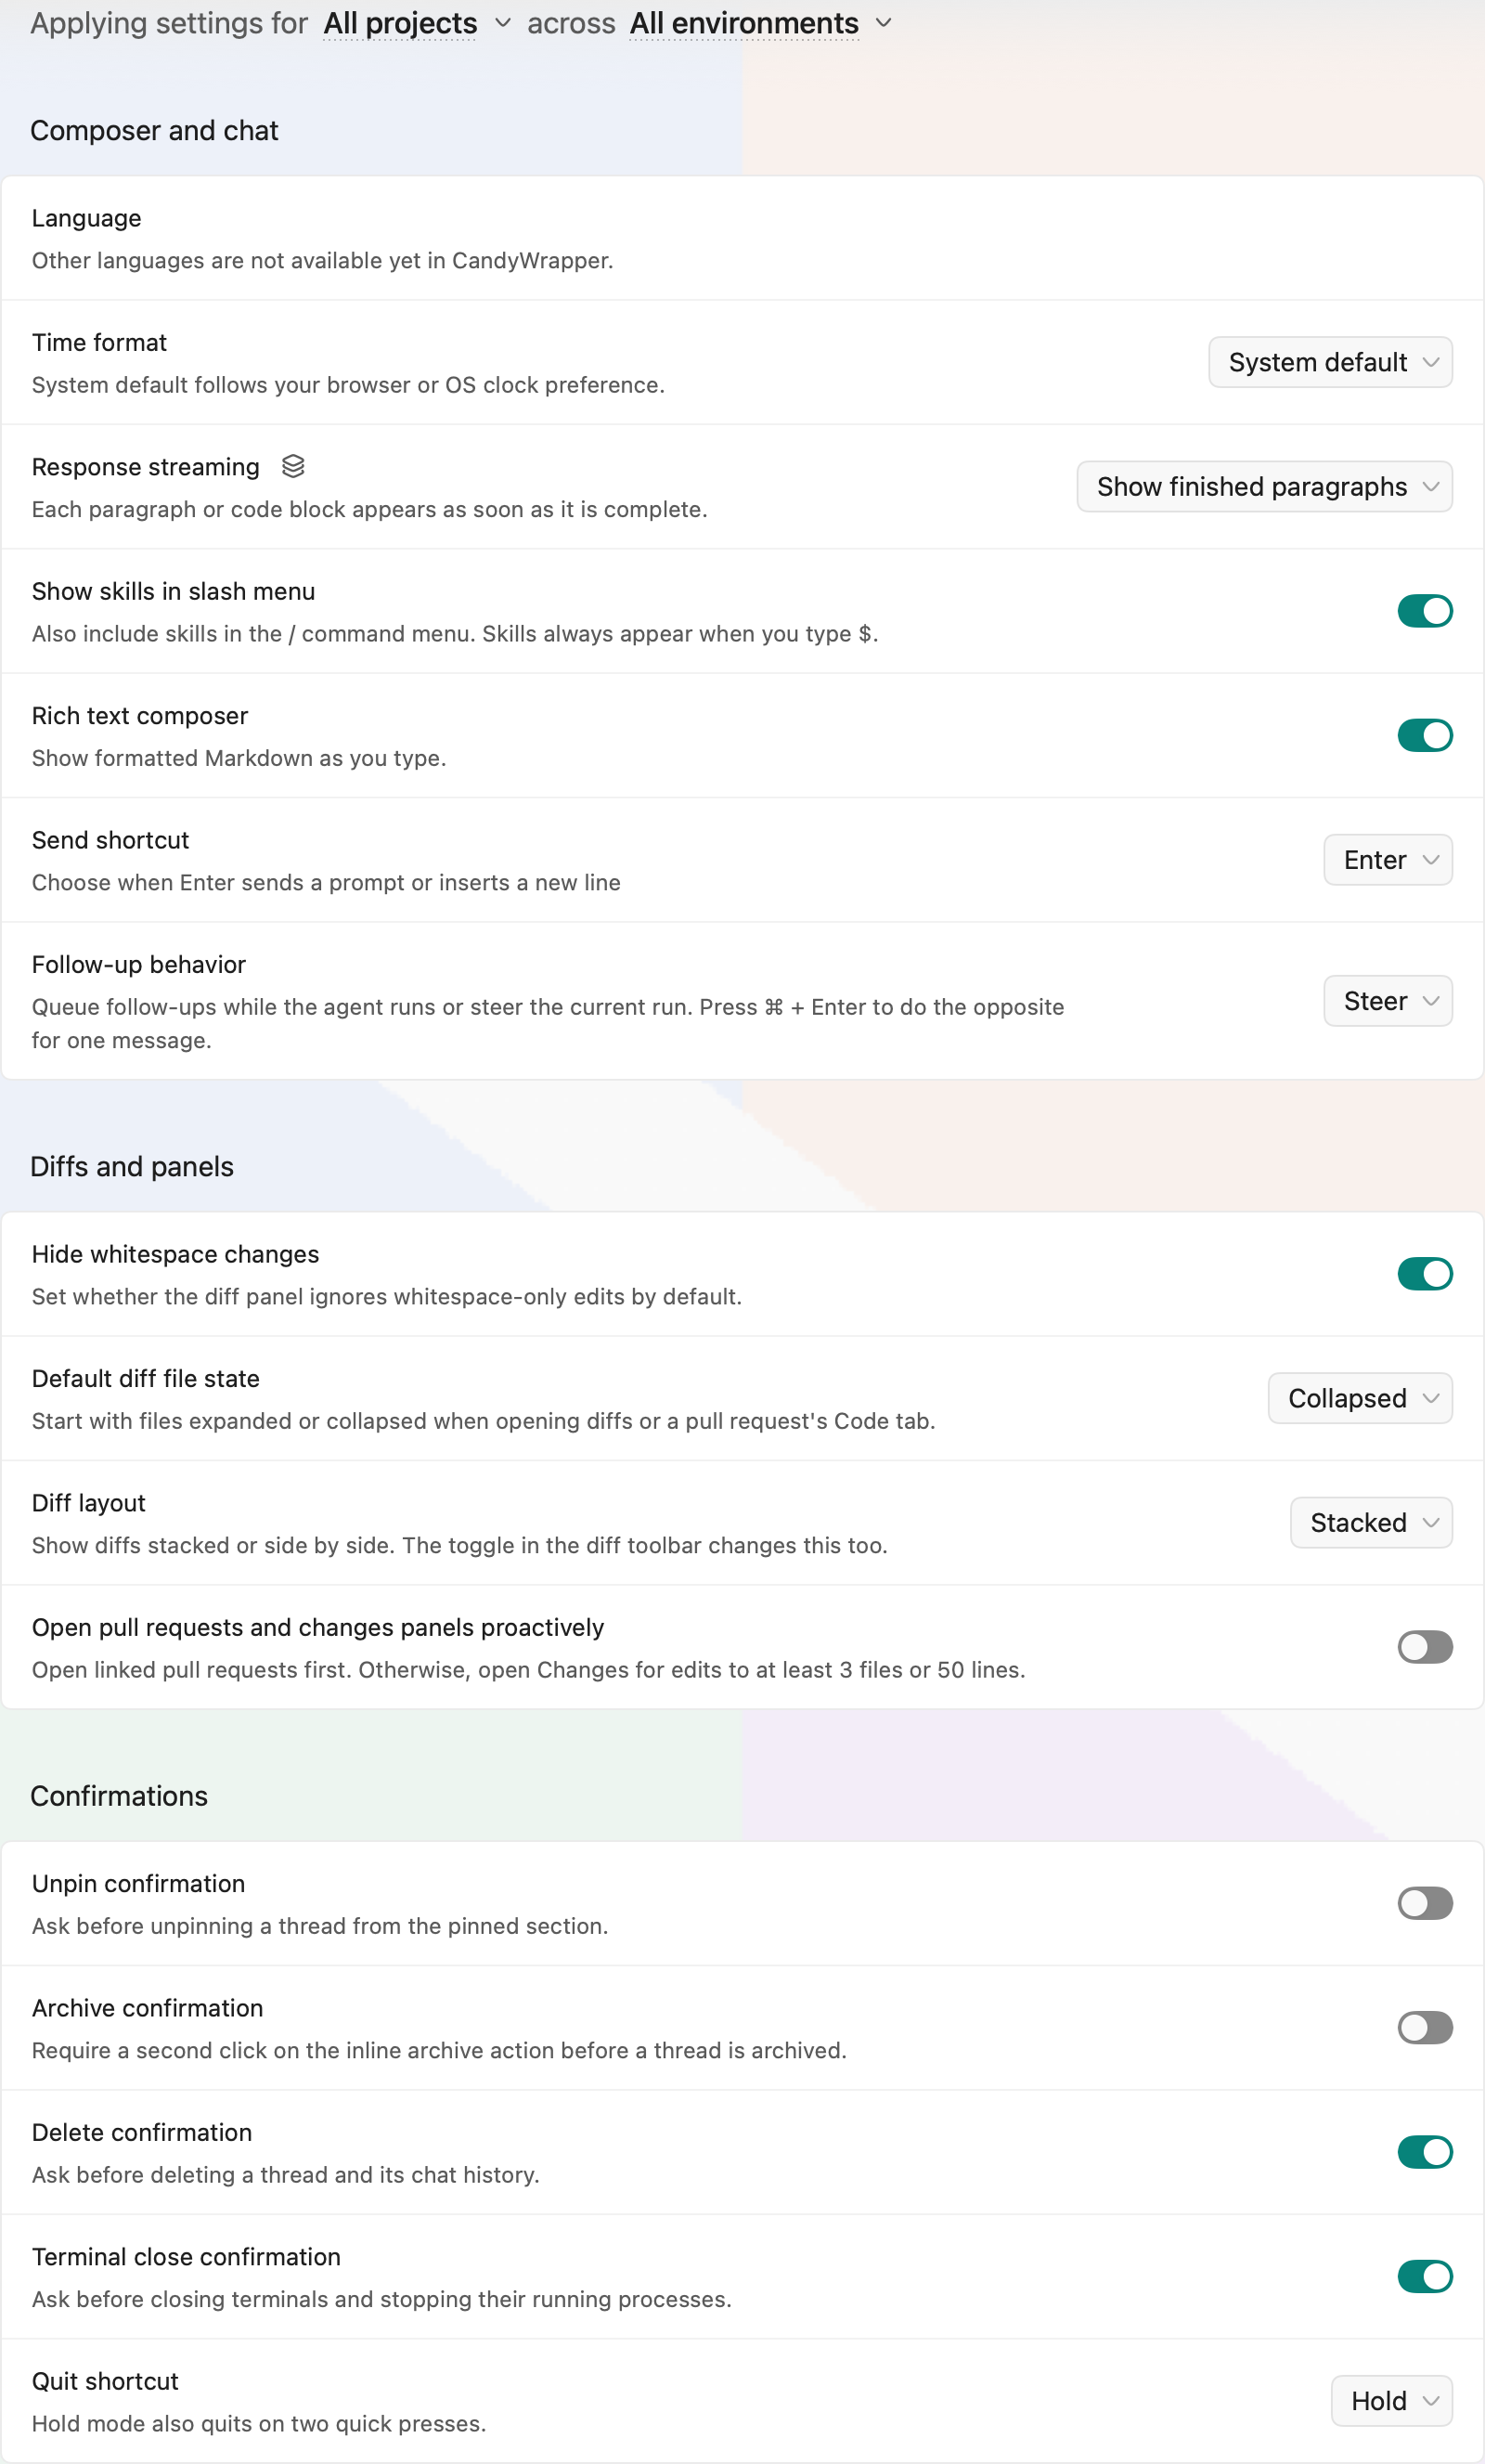 Applying settings for All projects across All environments
Composer and chat
Language
Other languages are not available yet in CandyWrapper.
Time format
System default follows your browser or OS clock preference.
System default
Response streaming
Each paragraph or code block appears as soon as it is complete.
Show finished paragraphs
Show skills in slash menu
Also include skills in the / command menu. Skills always appear when you type $.
Rich text composer
Show formatted Markdown as you type.
Send shortcut
Choose when Enter sends a prompt or inserts a new line
Enter
Follow-up behavior
Queue follow-ups while the agent runs or steer the current run. Press ⌘ + Enter to do the opposite
for one message.
Steer
Diffs and panels
Hide whitespace changes
Set whether the diff panel ignores whitespace-only edits by default.
Default diff file state
Start with files expanded or collapsed when opening diffs or a pull request's Code tab.
Collapsed
Diff layout
Show diffs stacked or side by side. The toggle in the diff toolbar changes this too.
Stacked
Open pull requests and changes panels proactively
Open linked pull requests first. Otherwise, open Changes for edits to at least 3 files or 50 lines.
Confirmations
Unpin confirmation
Ask before unpinning a thread from the pinned section.
Archive confirmation
Require a second click on the inline archive action before a thread is archived.
Delete confirmation
Ask before deleting a thread and its chat history.
Terminal close confirmation
Ask before closing terminals and stopping their running processes.
Quit shortcut
Hold mode also quits on two quick presses.
Hold